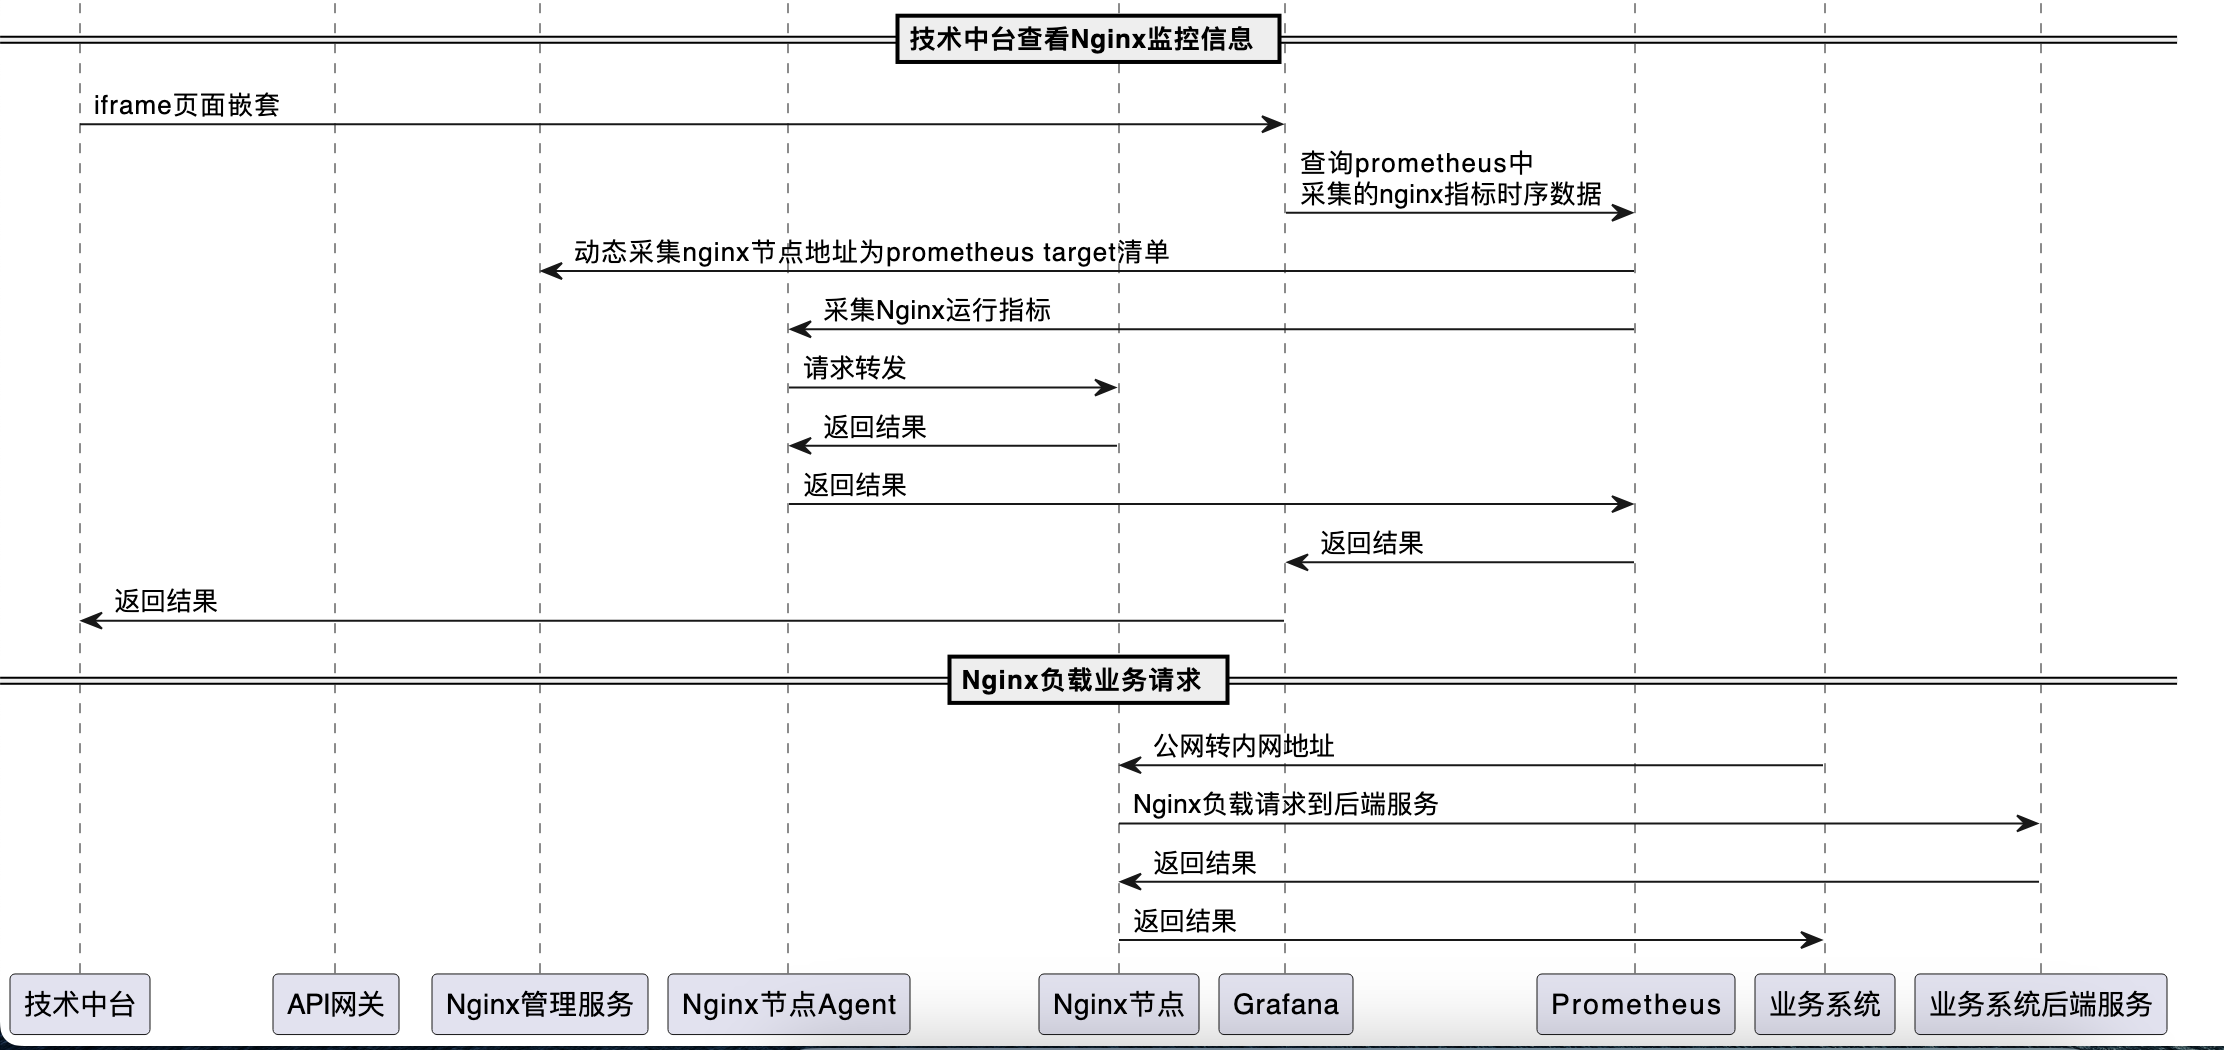 技术中台查看Nginx监控信息
iframe页面嵌套
查询prometheus中
采集的nginx指标时序数据
动态采集nginx节点地址为prometheus target清单
采集Nginx运行指标
请求转发
返回结果
返回结果
返回结果
返回结果
Nginx负载业务请求
公网转内网地址
Nginx负载请求到后端服务
返回结果
返回结果
技术中台 API网关 Nginx管理服务 Nginx节点Agent Nginx节点 Grafana Prometheus 业务系统 业务系统后端服务